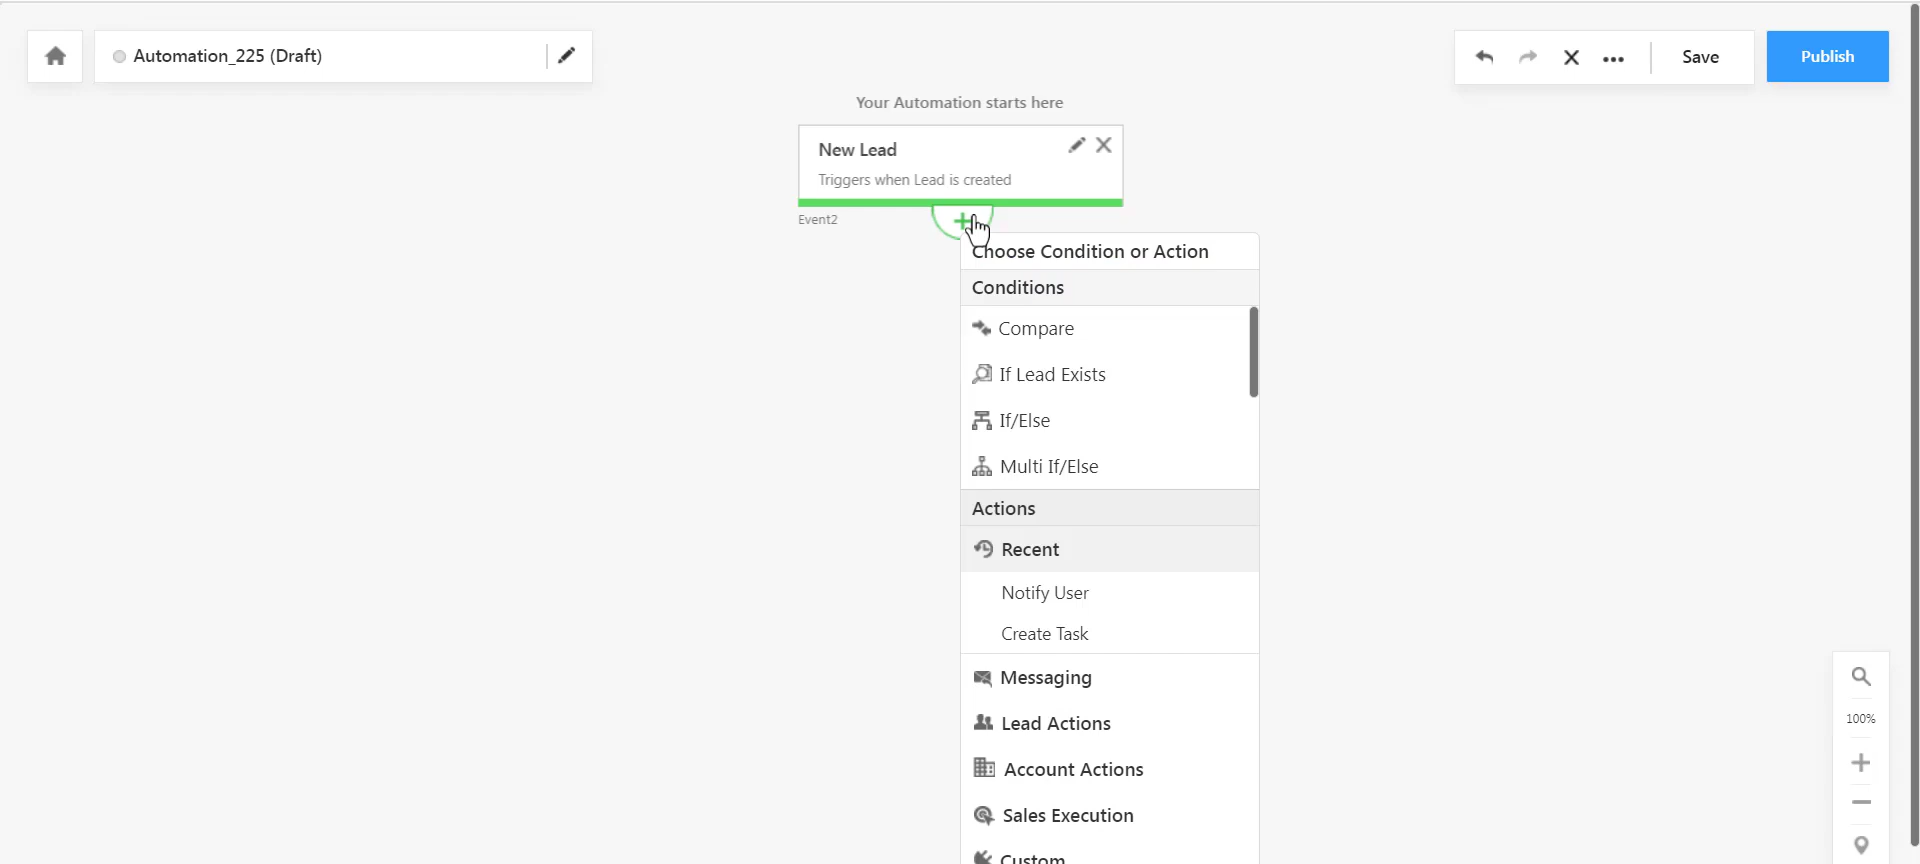 Automation_225 (Draft)
Save
Publish
Your Automation starts here
New Lead
Triggers when Lead is created
Event2
Choose Condition or Action
Conditions
Compare
If Lead Exists
If/Else
Multi If/Else
Actions
Recent
Notify User
Create Task
Messaging
Lead Actions
Account Actions
Sales Execution
Custom
100%